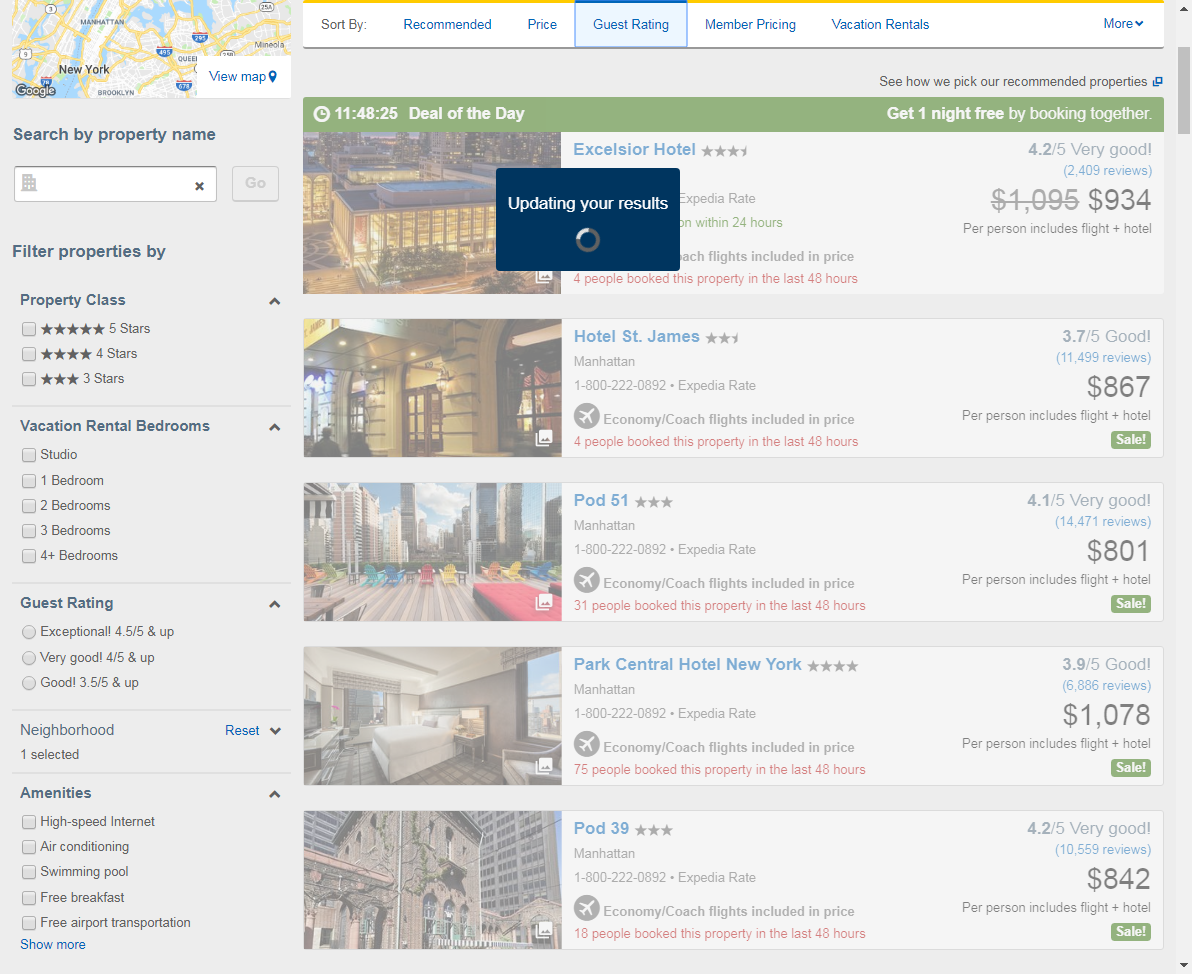 MANHATTAN
3
25A
495
295
Mineola
9
25B
QUEE
New York
View map
78
678
Google
BROOKLYN
Search by property name
Go
Filter properties by
Property Class
5 Stars
4 Stars
3 Stars
Vacation Rental Bedrooms
Studio
1 Bedroom
2 Bedrooms
3 Bedrooms
4+ Bedrooms
Guest Rating
Exceptional! 4.5/5 & up
Very good! 4/5 & up
Good! 3.5/5 & up
Neighborhood Reset
1 selected
Amenities
High-speed Internet
Air conditioning
Swimming pool
Free breakfast
Free airport transportation
Show more
Sort By: Recommended Price Guest Rating Member Pricing Vacation Rentals More
See how we pick our recommended properties
11:48:25 Deal of the Day Get 1 night free by booking together.
Excelsior Hotel 4.2/5 Very good!
(2,409 reviews)
Updating your results
Expedia Rate $1,095 $934
on within 24 hours Per person includes flight + hotel
ach flights included in price
4 people booked this property in the last 48 hours
Hotel St. James 3.7/5 Good!
Manhattan (11,499 reviews)
1-800-222-0892 • Expedia Rate $867
Economy/Coach flights included in price Per person includes flight + hotel
4 people booked this property in the last 48 hours Sale!
Pod 51 4.1/5 Very good!
Manhattan (14,471 reviews)
1-800-222-0892 • Expedia Rate $801
Economy/Coach flights included in price Per person includes flight + hotel
31 people booked this property in the last 48 hours Sale!
Park Central Hotel New York 3.9/5 Good!
Manhattan (6,886 reviews)
1-800-222-0892 • Expedia Rate $1,078
Economy/Coach flights included in price Per person includes flight + hotel
75 people booked this property in the last 48 hours Sale!
Pod 39 4.2/5 Very good!
Manhattan (10,559 reviews)
1-800-222-0892 • Expedia Rate $842
Economy/Coach flights included in price Per person includes flight + hotel
18 people booked this property in the last 48 hours Sale!